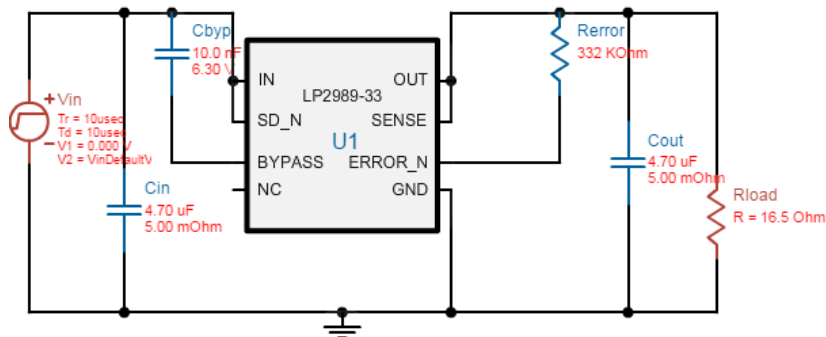 Cbyp
10.0 nF
6.30 V
Rerror
332 KOhm
IN
OUT
LP2989-33
+ Vin
Tr = 10usec
Td = 10usec
V1 = 0.000 V
V2 = VinDefaultV
SD_N
SENSE
U1
BYPASS
ERROR_N
NC
GND
Cin
4.70 uF
5.00 mOhm
Cout
4.70 uF
5.00 mOhm
Rload
R = 16.5 Ohm